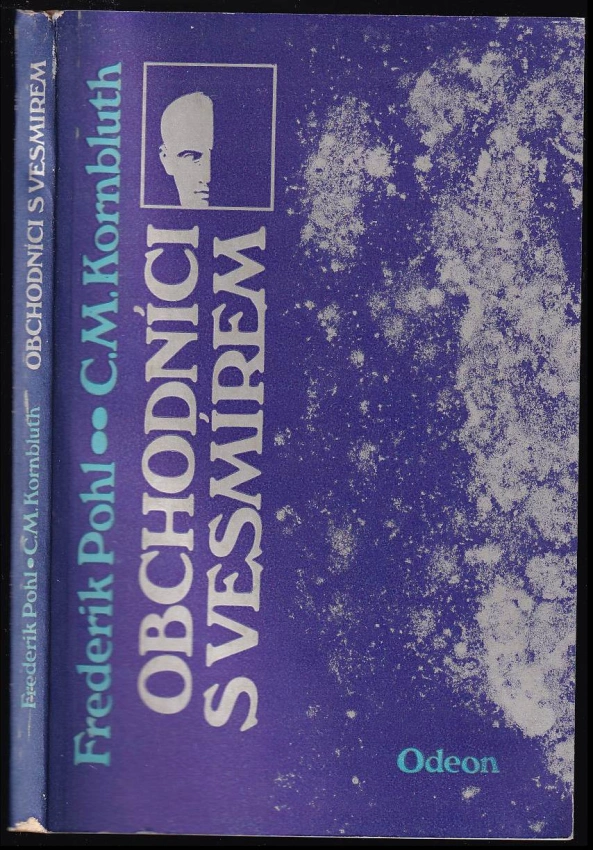 Frederik Pohl • C.M. Kornbluth OBCHODNÍCI S VESMÍREM
Frederik Pohl •• C.M. Kornbluth
OBCHODNÍCI
S VESMÍREM
Odeon